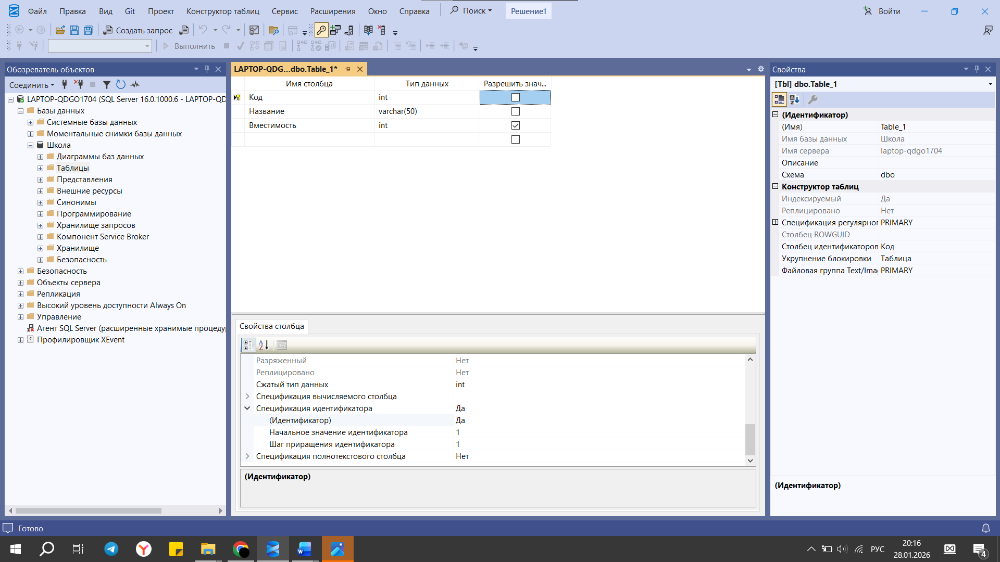 Файл Правка Вид Git Проект Конструктор таблиц Сервис Расширения Окно Справка Поиск Решение1 Войти
Создать запрос
Выполнить
Обозреватель объектов
Соединить
LAPTOP-QDGO1704 (SQL Server 16.0.1000.6 - LAPTOP-QD
Базы данных
Системные базы данных
Моментальные снимки базы данных
Школа
Диаграммы баз данных
Таблицы
Представления
Внешние ресурсы
Синонимы
Программирование
Хранилище запросов
Компонент Service Broker
Хранилище
Безопасность
Безопасность
Объекты сервера
Репликация
Высокий уровень доступности Always On
Управление
Агент SQL Server (расширенные хранимые процеду
Профилировщик XEvent
LAPTOP-QDG...dbo.Table_1*
Имя столбца Тип данных Разрешить знач...
Код int
Название varchar(50)
Вместимость int
Свойства столбца
Разряженный Нет
Реплицировано Нет
Сжатый тип данных int
Спецификация вычисляемого столбца
Спецификация идентификатора Да
(Идентификатор) Да
Начальное значение идентификатора 1
Шаг приращения идентификатора 1
Спецификация полнотекстового столбца Нет
(Идентификатор)
Свойства
[Tbl] dbo.Table_1
(Идентификатор)
(Имя) Table_1
Имя базы данных Школа
Имя сервера laptop-qdgo1704
Описание
Схема dbo
Конструктор таблиц
Индексируемый Да
Реплицировано Нет
Спецификация регулярног PRIMARY
Столбец ROWGUID
Столбец идентификаторов Код
Укрупнение блокировки Таблица
Файловая группа Text/Ima PRIMARY
(Идентификатор)
Готово
РУС
20:16
28.01.2026
4